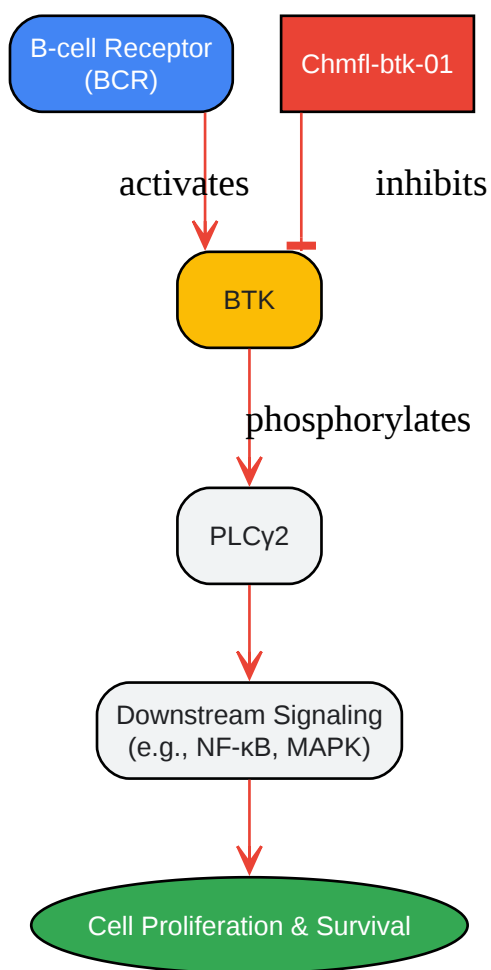 B-cell Receptor
(BCR)
Chmfl-btk-01
activates
inhibits
BTK
phosphorylates
PLCγ2
Downstream Signaling
(e.g., NF-κB, MAPK)
Cell Proliferation & Survival